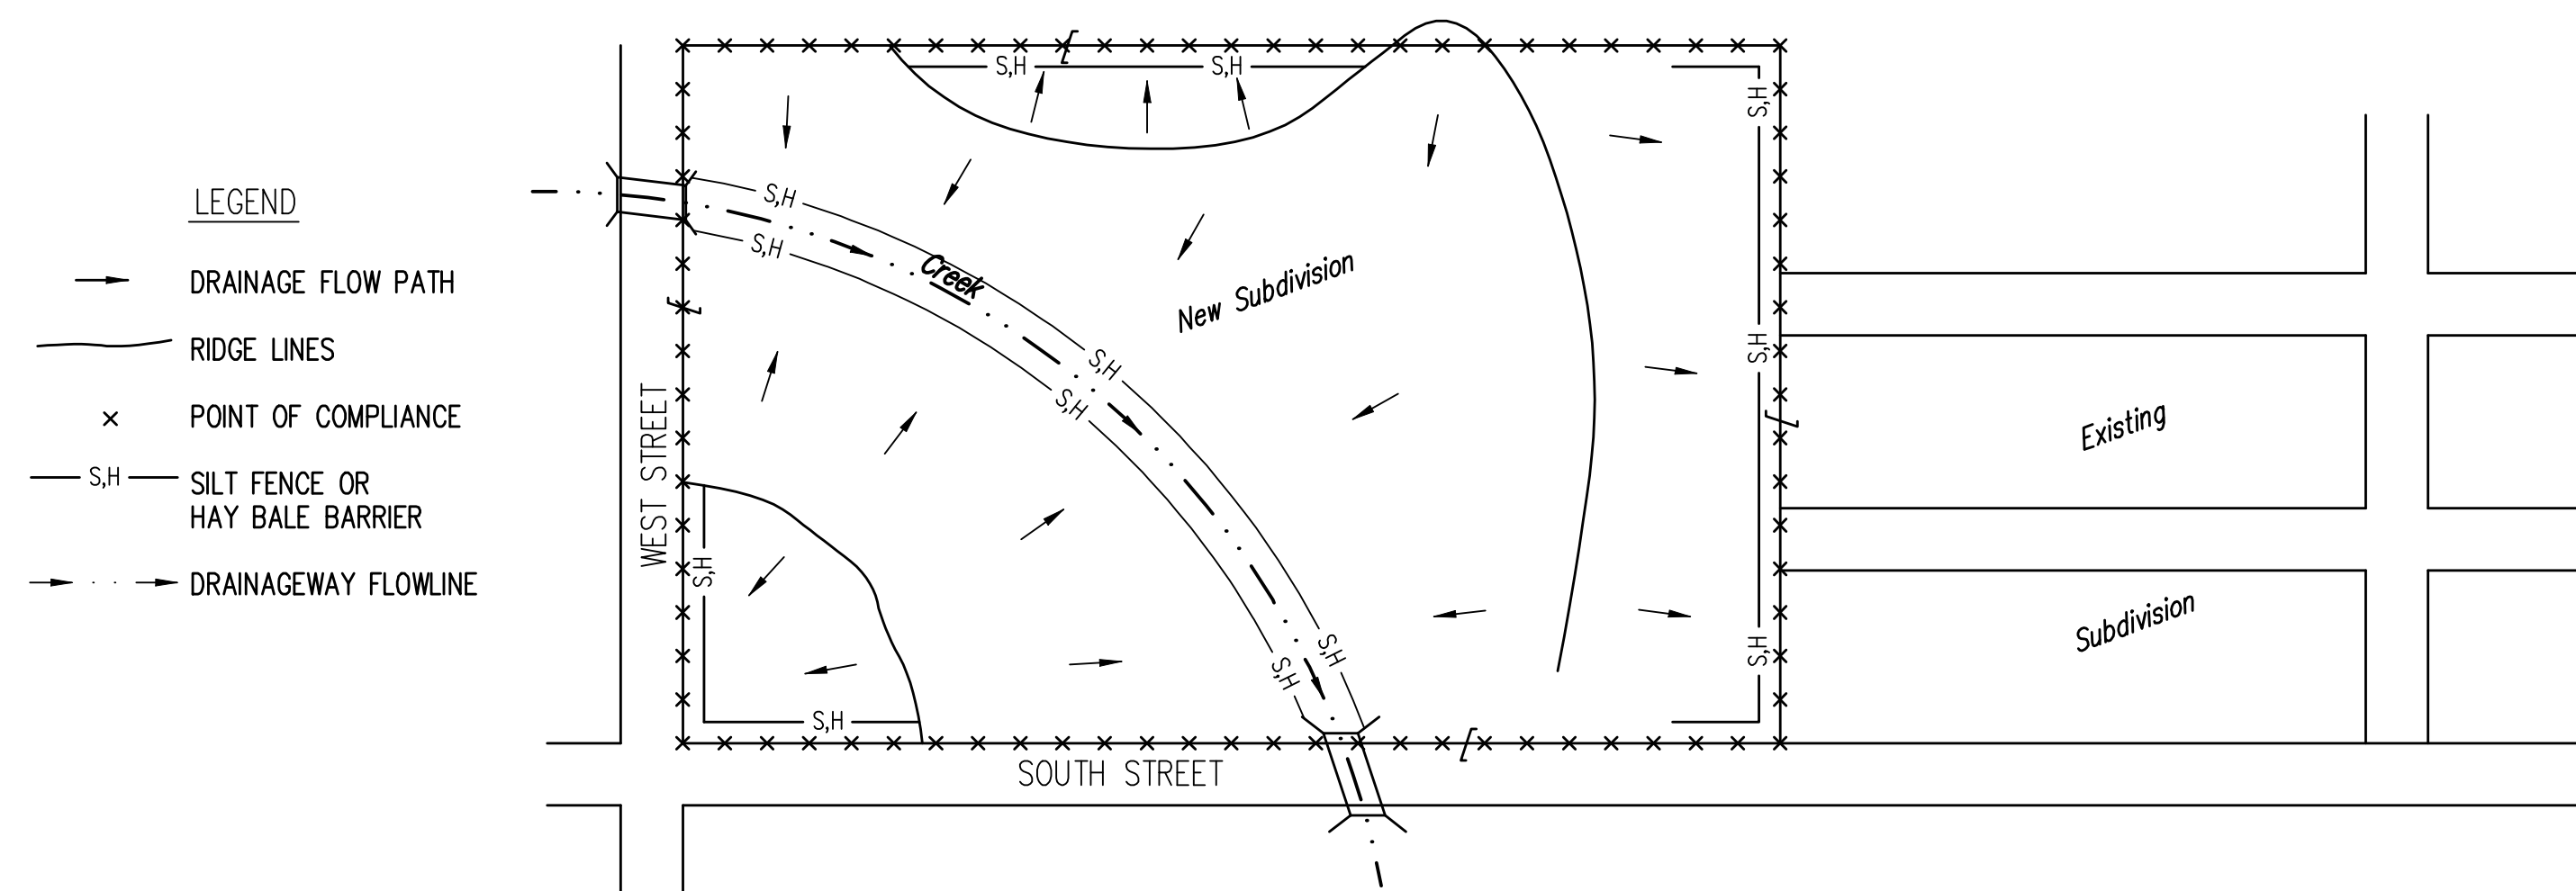 LEGEND
DRAINAGE FLOW PATH
RIDGE LINES
POINT OF COMPLIANCE
S,H
SILT FENCE OR
HAY BALE BARRIER
DRAINAGEWAY FLOWLINE
WEST STREET
S,H
S,H
S,H
S,H
Creek
New Subdivision
S,H
S,H
S,H
S,H
S,H
S,H
S,H
S,H
S,H
SOUTH STREET
Existing
Subdivision